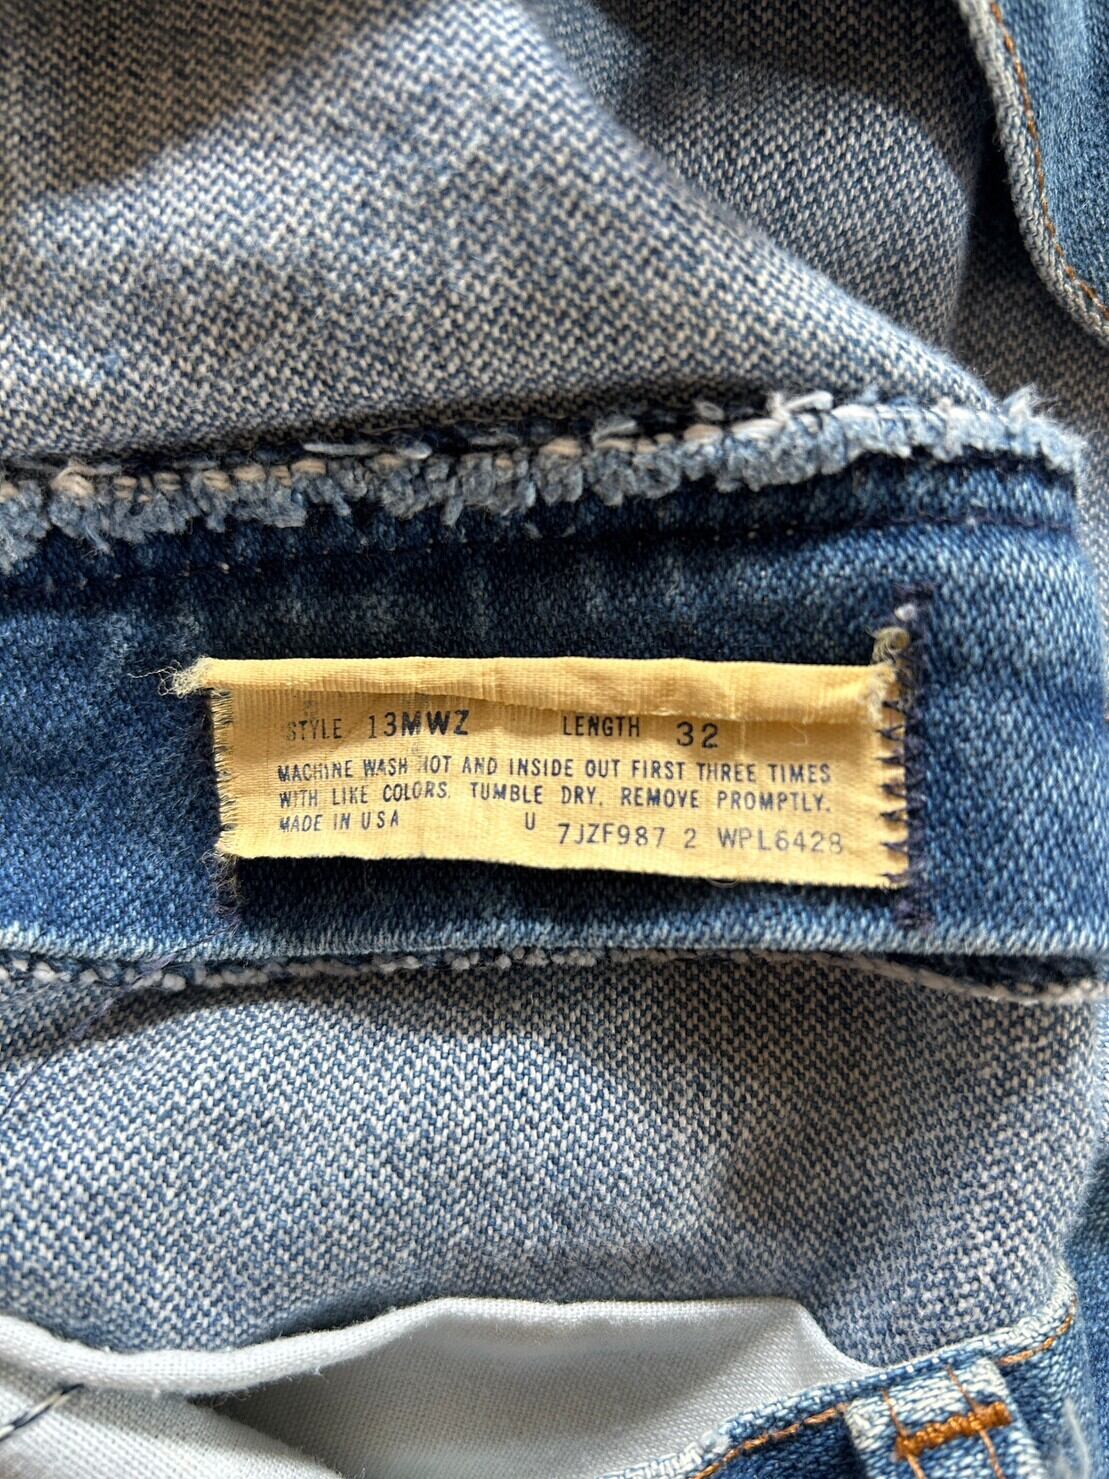 STYLE 13MWZ LENGTH 32
MACHINE WASH HOT AND INSIDE OUT FIRST THREE TIMES
WITH LIKE COLORS. TUMBLE DRY. REMOVE PROMPTLY.
MADE IN USA U 7JZF987 2 WPL6428